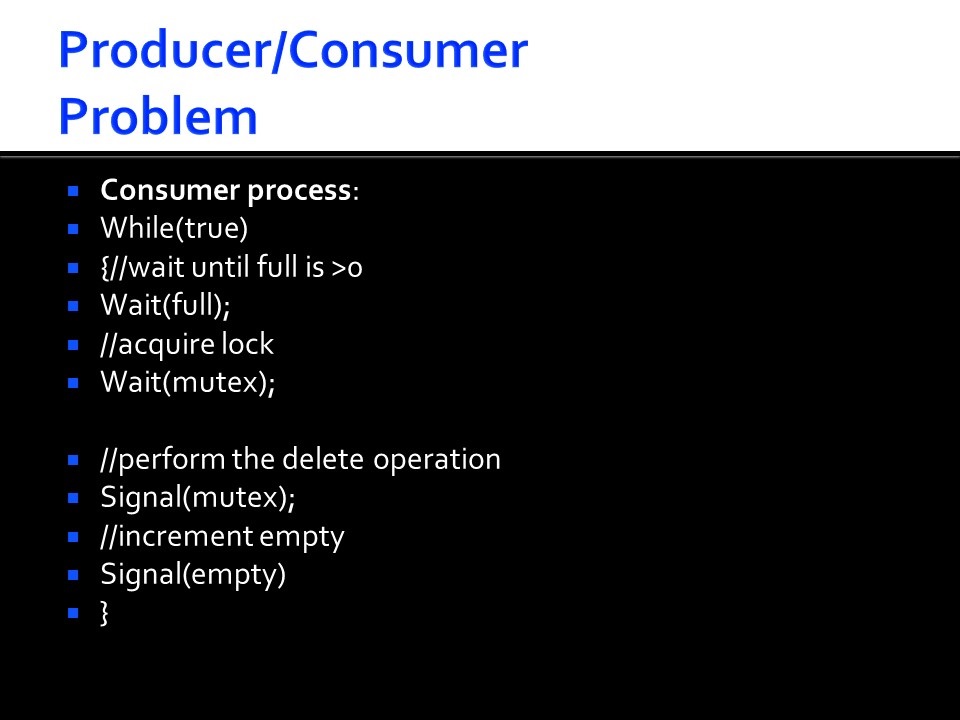 Producer/Consumer
Problem
Consumer process:
While(true)
{//wait until full is >0
Wait(full);
//acquire lock
Wait(mutex);
//perform the delete operation
Signal(mutex);
//increment empty
Signal(empty)
}